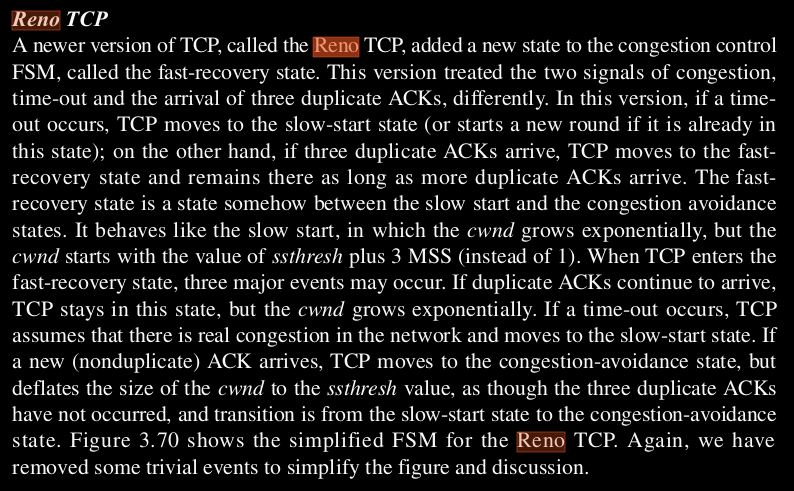 Reno TCP
A newer version of TCP, called the Reno TCP, added a new state to the congestion control
FSM, called the fast-recovery state. This version treated the two signals of congestion,
time-out and the arrival of three duplicate ACKs, differently. In this version, if a time-
out occurs, TCP moves to the slow-start state (or starts a new round if it is already in
this state); on the other hand, if three duplicate ACKs arrive, TCP moves to the fast-
recovery state and remains there as long as more duplicate ACKs arrive. The fast-
recovery state is a state somehow between the slow start and the congestion avoidance
states. It behaves like the slow start, in which the cwnd grows exponentially, but the
cwnd starts with the value of ssthresh plus 3 MSS (instead of 1). When TCP enters the
fast-recovery state, three major events may occur. If duplicate ACKs continue to arrive,
TCP stays in this state, but the cwnd grows exponentially. If a time-out occurs, TCP
assumes that there is real congestion in the network and moves to the slow-start state. If
a new (nonduplicate) ACK arrives, TCP moves to the congestion-avoidance state, but
deflates the size of the cwnd to the ssthresh value, as though the three duplicate ACKs
have not occurred, and transition is from the slow-start state to the congestion-avoidance
state. Figure 3.70 shows the simplified FSM for the Reno TCP. Again, we have
removed some trivial events to simplify the figure and discussion.